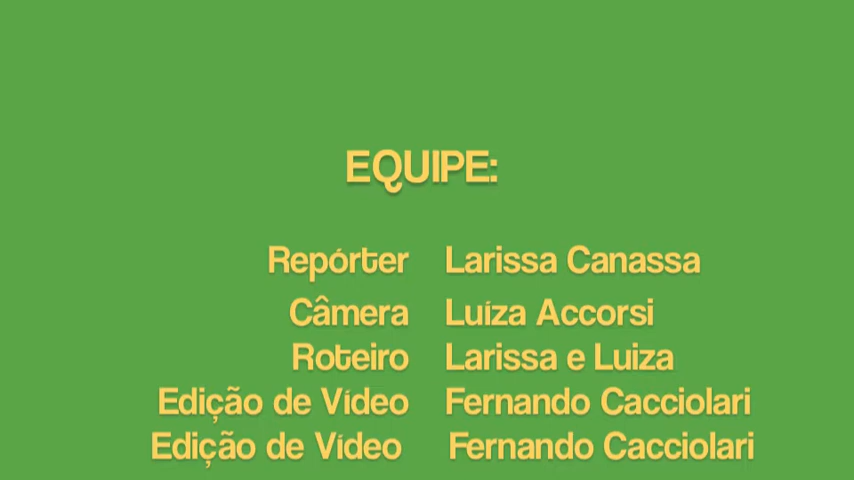 EQUIPE:
Repórter Larissa Canassa
Câmera Luíza Accorsi
Roteiro Larissa e Luiza
Edição de Vídeo Fernando Cacciolari
Edição de Vídeo Fernando Cacciolari